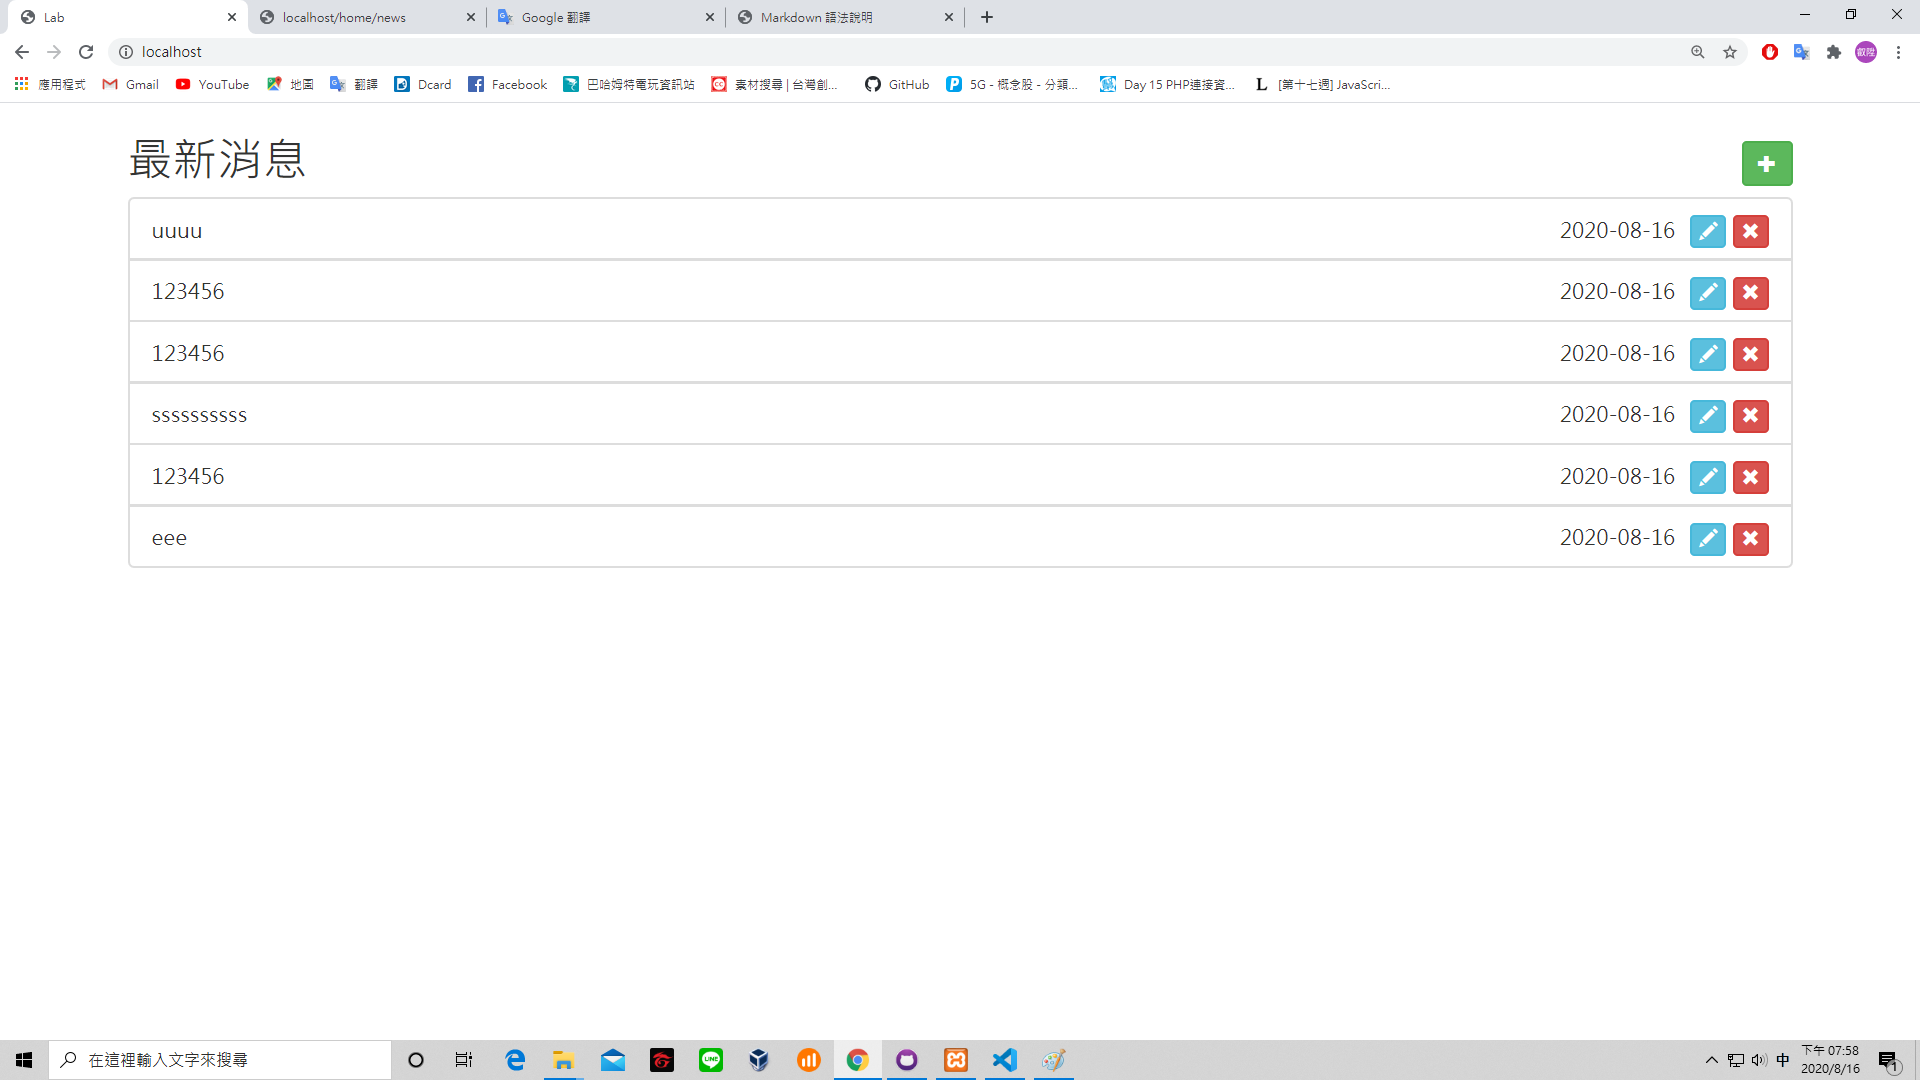 Lab
localhost/home/news
Google 翻譯
Markdown 語法說明
localhost
叡陞
應用程式
Gmail
YouTube
地圖
翻譯
Dcard
Facebook
巴哈姆特電玩資訊站
素材搜尋 | 台灣創...
GitHub
5G - 概念股 - 分類...
Day 15 PHP連接資...
[第十七週] JavaScri...
最新消息
uuuu 2020-08-16
123456 2020-08-16
123456 2020-08-16
ssssssssss 2020-08-16
123456 2020-08-16
eee 2020-08-16
在這裡輸入文字來搜尋
LINE
中
下午 07:58
2020/8/16
1